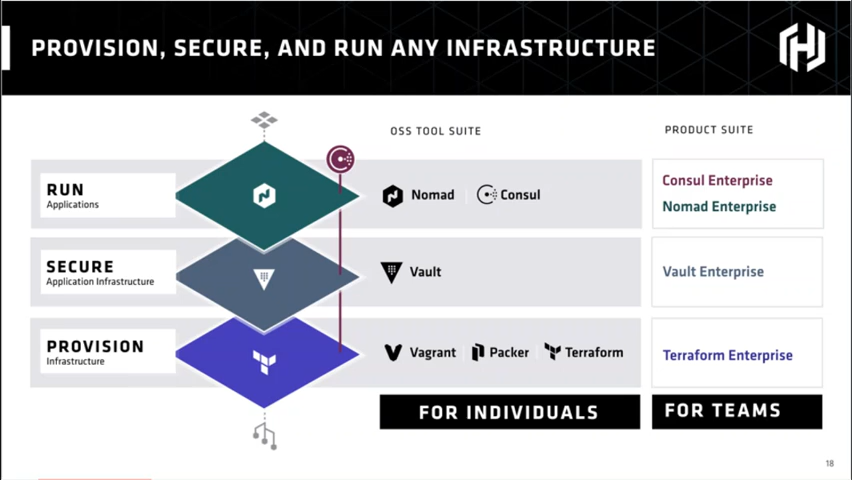 PROVISION, SECURE, AND RUN ANY INFRASTRUCTURE
OSS TOOL SUITE
PRODUCT SUITE
RUN
Applications
Nomad
Consul
Consul Enterprise
Nomad Enterprise
SECURE
Application Infrastructure
Vault
Vault Enterprise
PROVISION
Infrastructure
Vagrant
Packer
Terraform
Terraform Enterprise
FOR INDIVIDUALS
FOR TEAMS
18